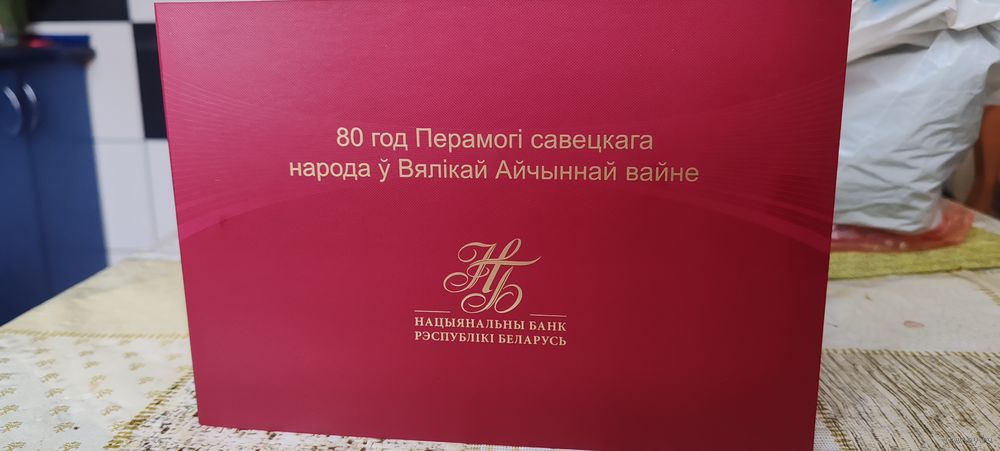 80 год Перамогі савецкага
народа ў Вялікай Айчыннай вайне
НБ
НАЦЫЯНАЛЬНЫ БАНК
РЭСПУБЛІКІ БЕЛАРУСЬ